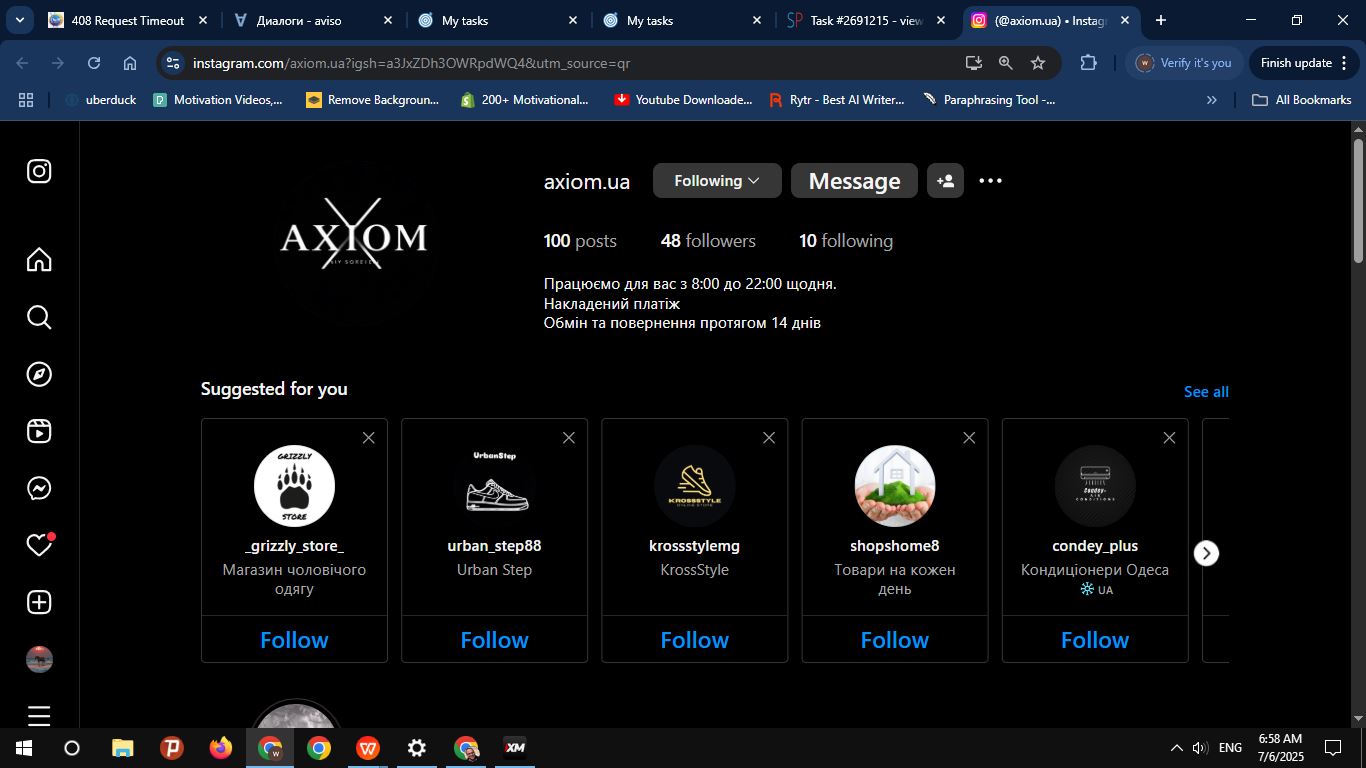 408 Request Timeout
Диалоги - aviso
My tasks
My tasks
Task #2691215 - view
(@axiom.ua) • Instag
instagram.com/axiom.ua?igsh=a3JxZDh3OWRpdWQ4&utm_source=qr
Verify it's you
Finish update
uberduck
Motivation Videos,...
Remove Backgroun...
200+ Motivational...
Youtube Downloade...
Rytr - Best AI Writer...
Paraphrasing Tool -...
»
All Bookmarks
AXIOM
axiom.ua
Following
Message
100 posts
48 followers
10 following
Працюємо для вас з 8:00 до 22:00 щодня.
Накладений платіж
Обмін та повернення протягом 14 днів
Suggested for you
See all
GRIZZLY
STORE
_grizzly_store_
Магазин чоловічого
одягу
Follow
UrbanStep
urban_step88
Urban Step
Follow
KROSSSTYLE
ONLINE STORE
krossstylemg
KrossStyle
Follow
shopshome8
Товари на кожен
день
Follow
Condey-
CONDITIONS
condey_plus
Кондиціонери Одеса
UA
Follow
ENG
6:58 AM
7/6/2025